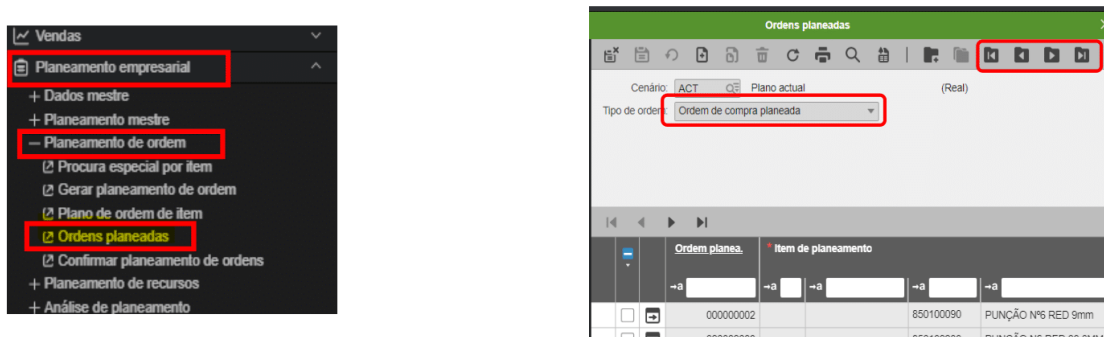 Vendas
Planeamento empresarial
+ Dados mestre
+ Planeamento mestre
— Planeamento de ordem
Procura especial por item
Gerar planeamento de ordem
Plano de ordem de item
Ordens planeadas
Confirmar planeamento de ordens
+ Planeamento de recursos
+ Análise de planeamento
Ordens planeadas
Cenário: ACT Plano actual (Real)
Tipo de ordem: Ordem de compra planeada
Ordem planea. * Item de planeamento
→a →a →a →a →a
000000002 850100090 PUNÇÃO Nº6 RED 9mm